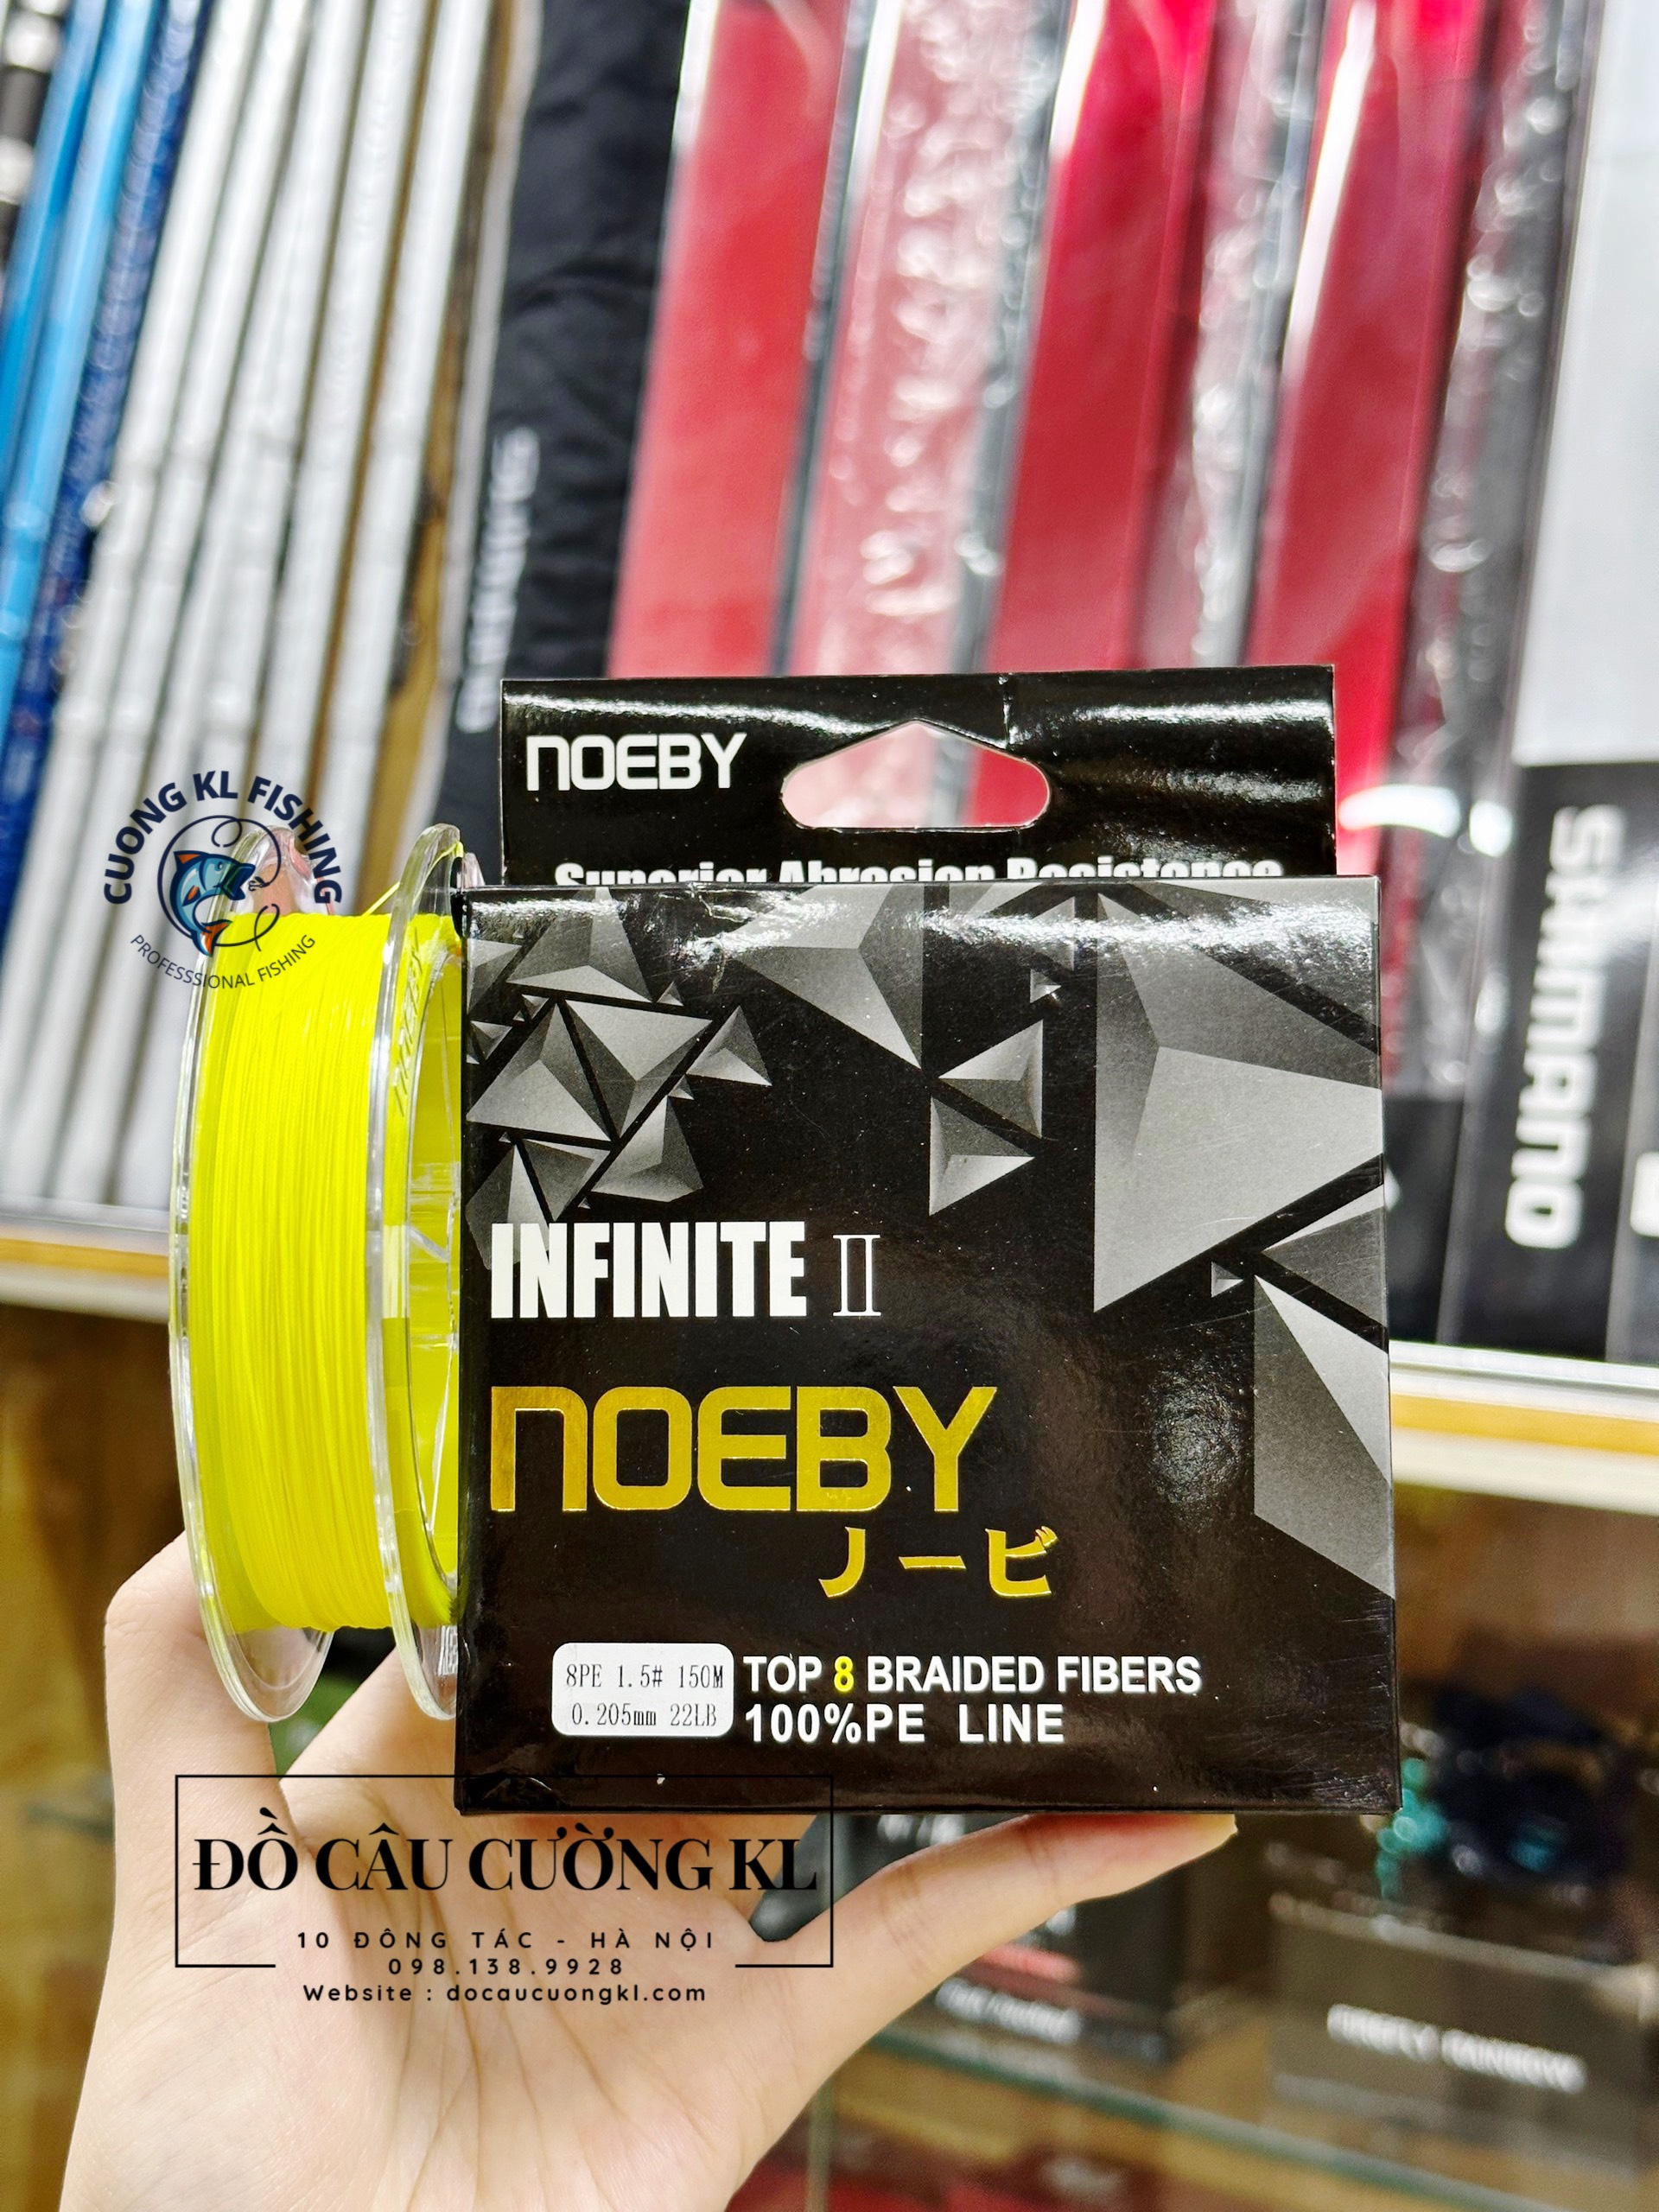 NOEBY
Superior Abrasion Resistance
CUONG KL FISHING
PROFESSSIONAL FISHING
SHIMANO
INFINITE II
NOEBY
ノービ
8PE 1.5# 150M
0.205mm 22LB
TOP 8 BRAIDED FIBERS
100%PE LINE
ĐỒ CÂU CƯỜNG KL
10 ĐÔNG TÁC - HÀ NỘI
098.138.9928
Website : docaucuongkl.com